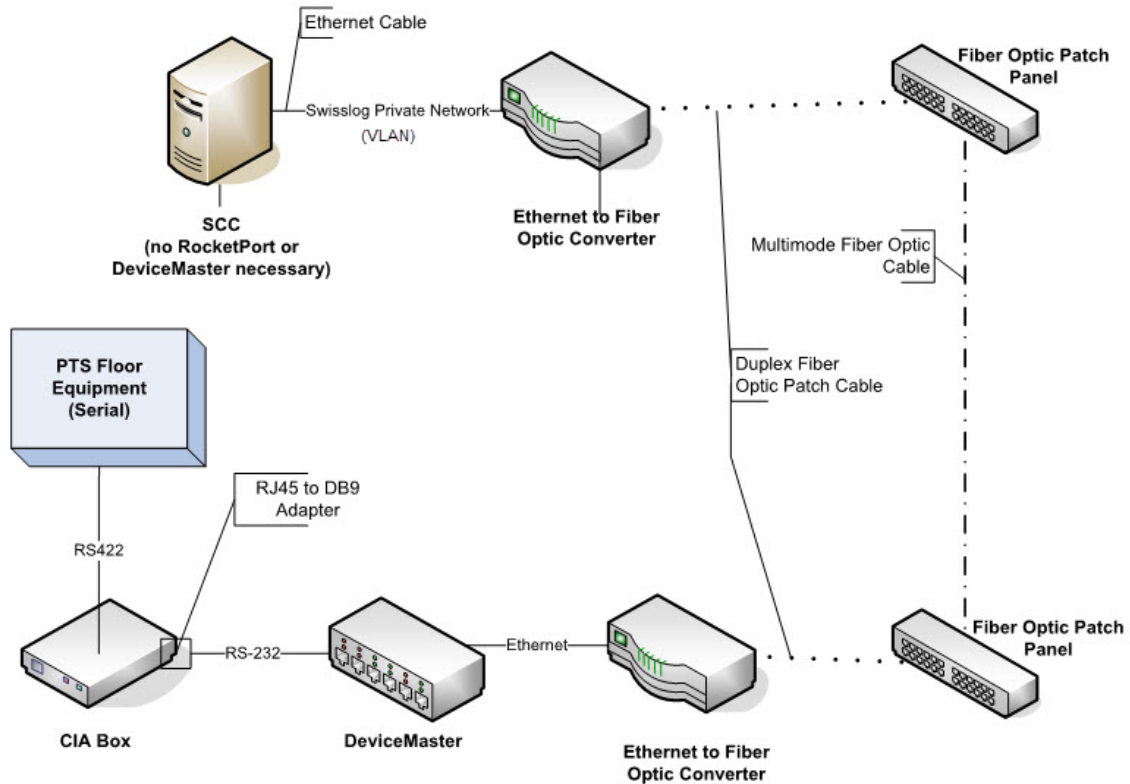 Ethernet Cable
Fiber Optic Patch
Panel
Swisslog Private Network
(VLAN)
SCC
(no RocketPort or
DeviceMaster necessary)
Ethernet to Fiber
Optic Converter
Multimode Fiber Optic
Cable
PTS Floor
Equipment
(Serial)
Duplex Fiber
Optic Patch Cable
RJ45 to DB9
Adapter
RS422
RS-232
Ethernet
Fiber Optic Patch
Panel
CIA Box
DeviceMaster
Ethernet to Fiber
Optic Converter